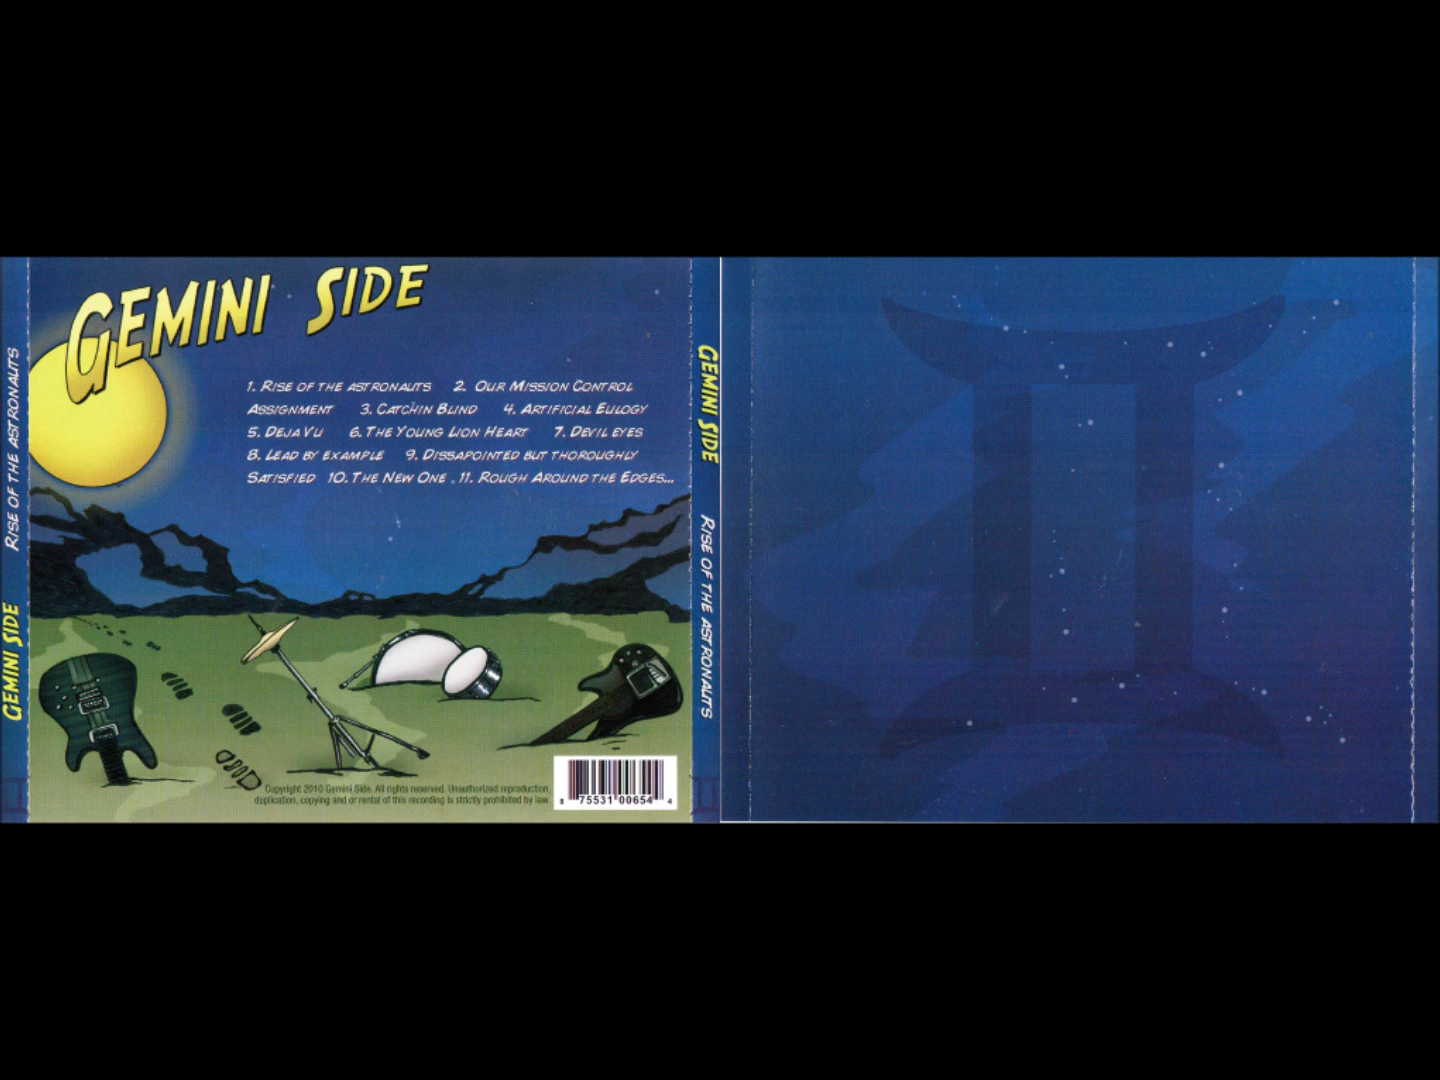 GEMINI SIDE
1. RISE OF THE ASTRONAUTS 2. OUR MISSION CONTROL
ASSIGNMENT 3. CATCHIN BLIND 4. ARTIFICIAL EULOGY
5. DEJA VU 6. THE YOUNG LION HEART 7. DEVIL EYES
8. LEAD BY EXAMPLE 9. DISSAPOINTED BUT THOROUGHLY
SATISFIED 10. THE NEW ONE 11. ROUGH AROUND THE EDGES...
Copyright 2010 Gemini Side. All rights reserved. Unauthorized reproduction,
duplication, copying and or rental of this recording is strictly prohibited by law.
8 75531 00654 4
GEMINI SIDE RISE OF THE ASTRONAUTS
GEMINI SIDE RISE OF THE ASTRONAUTS